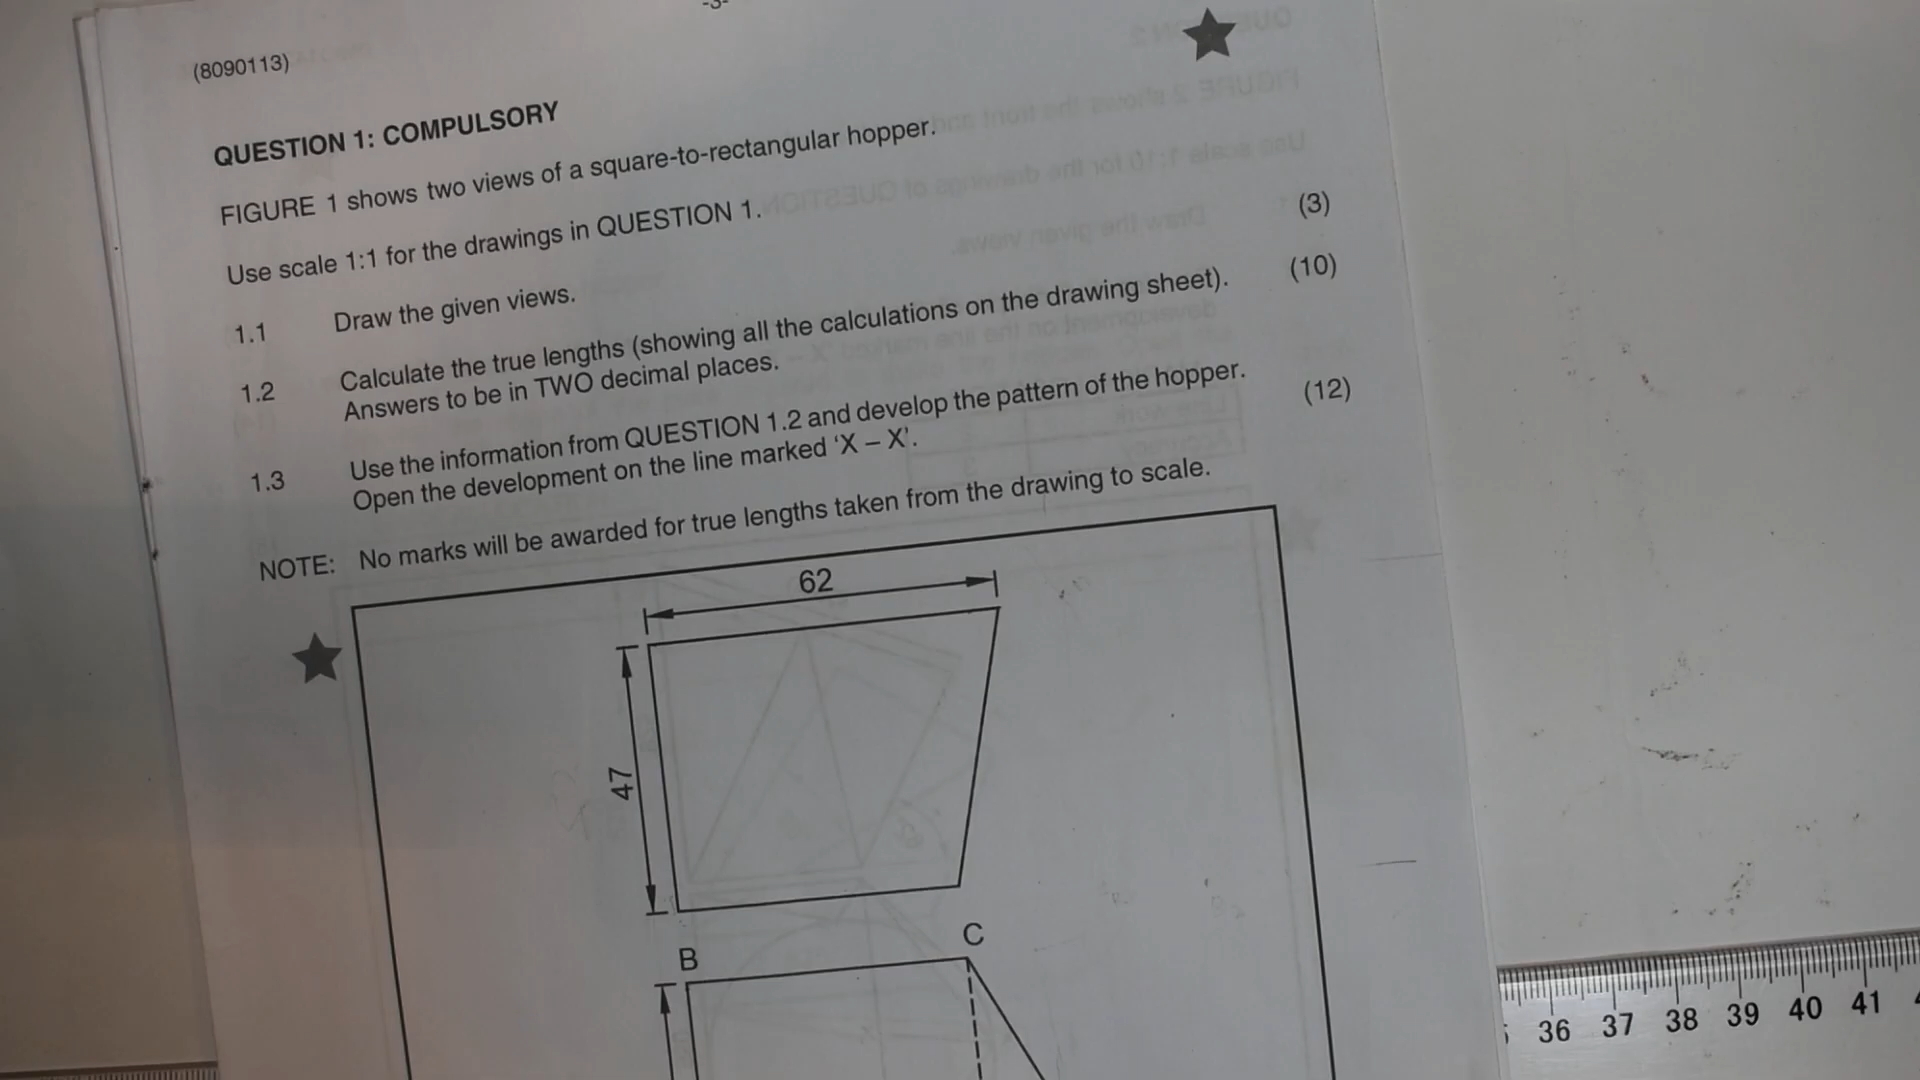 -3-
(8090113)
QUESTION 1: COMPULSORY
FIGURE 1 shows two views of a square-to-rectangular hopper.
Use scale 1:1 for the drawings in QUESTION 1.
1.1 Draw the given views. (3)
1.2 Calculate the true lengths (showing all the calculations on the drawing sheet). (10)
Answers to be in TWO decimal places.
1.3 Use the information from QUESTION 1.2 and develop the pattern of the hopper.
Open the development on the line marked ‘X – X’. (12)
NOTE: No marks will be awarded for true lengths taken from the drawing to scale.
62
47
B
C
36 37 38 39 40 41